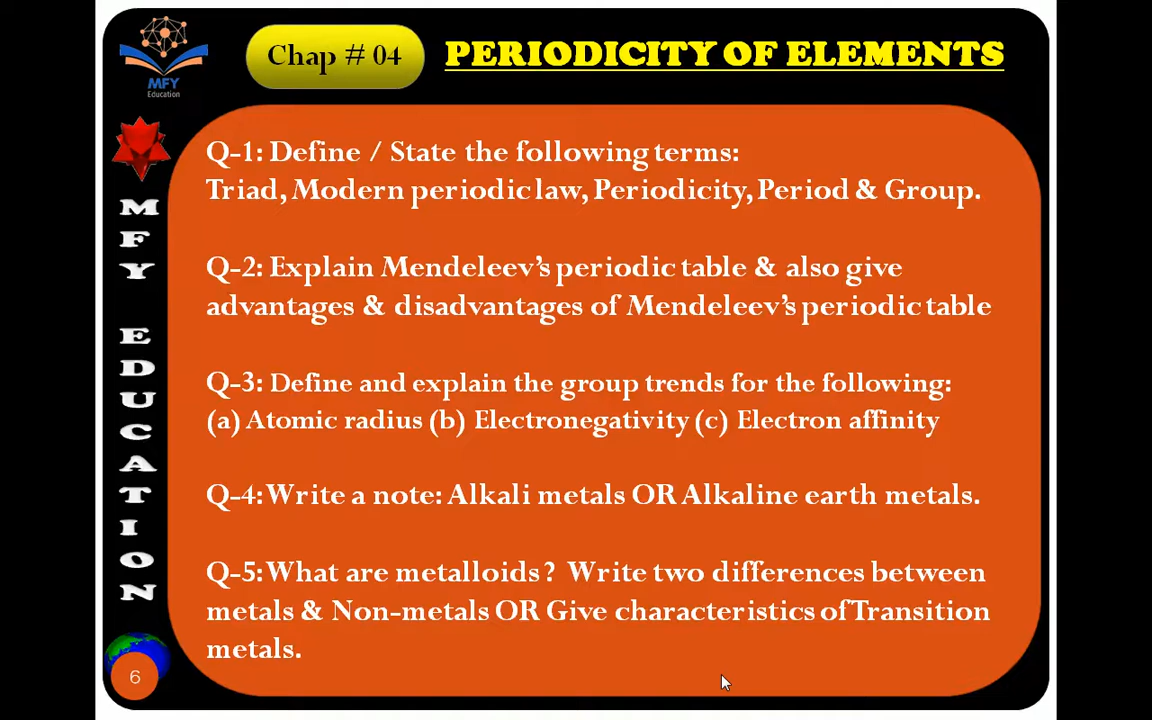 MFY
Education
Chap # 04
PERIODICITY OF ELEMENTS
MFY EDUCATION
Q-1: Define / State the following terms:
Triad, Modern periodic law, Periodicity, Period & Group.
Q-2: Explain Mendeleev's periodic table & also give
advantages & disadvantages of Mendeleev's periodic table
Q-3: Define and explain the group trends for the following:
(a) Atomic radius (b) Electronegativity (c) Electron affinity
Q-4: Write a note: Alkali metals OR Alkaline earth metals.
Q-5: What are metalloids? Write two differences between
metals & Non-metals OR Give characteristics of Transition
metals.
6